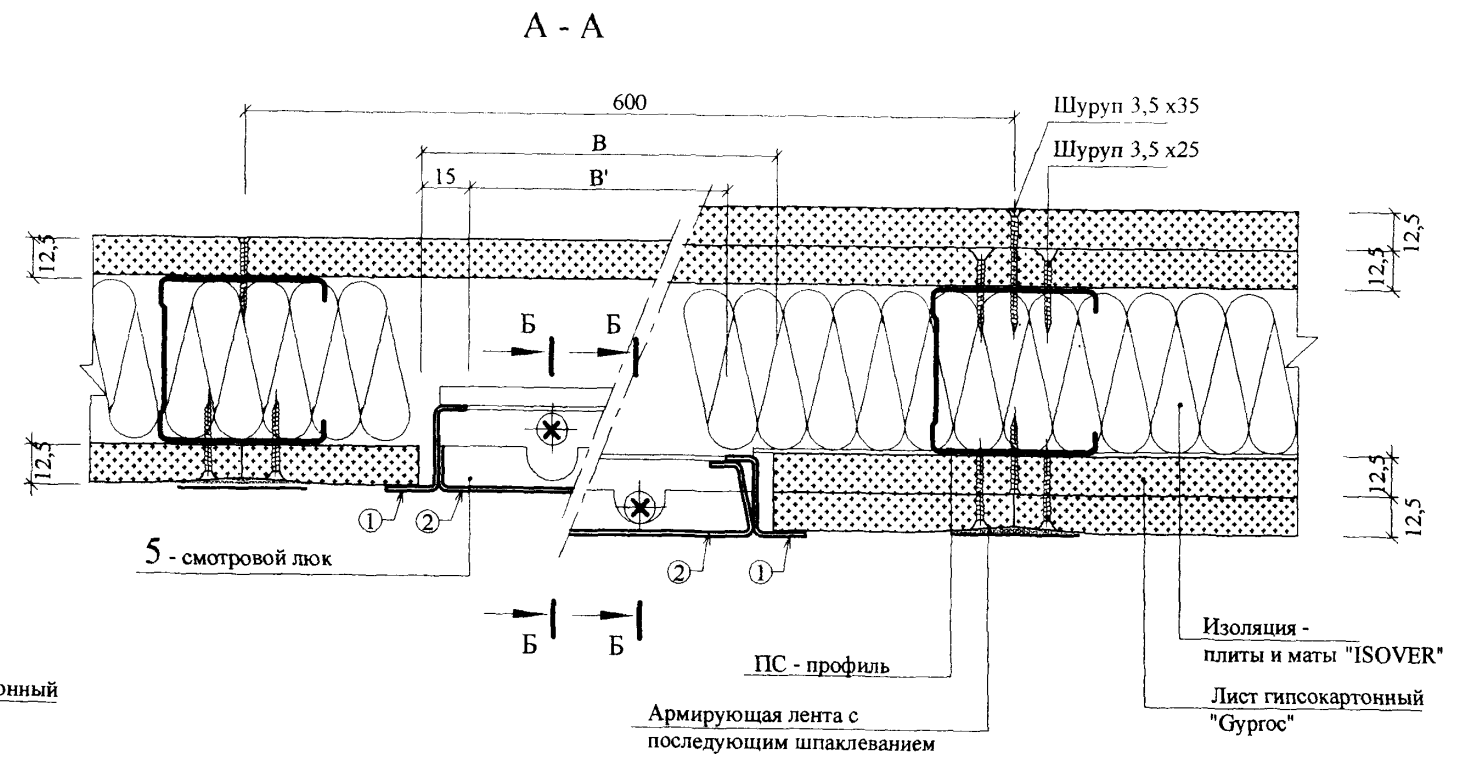 А - А
600
Шуруп 3,5 х35
Шуруп 3,5 х25
В
15
В'
12,5
12,5
12,5
Б
Б
12,5
12,5
12,5
1
2
2
1
5 - смотровой люк
Б
Б
ПС - профиль
Изоляция -
плиты и маты "ISOVER"
онный
Лист гипсокартонный
"Gyproc"
Армирующая лента с
последующим шпаклеванием